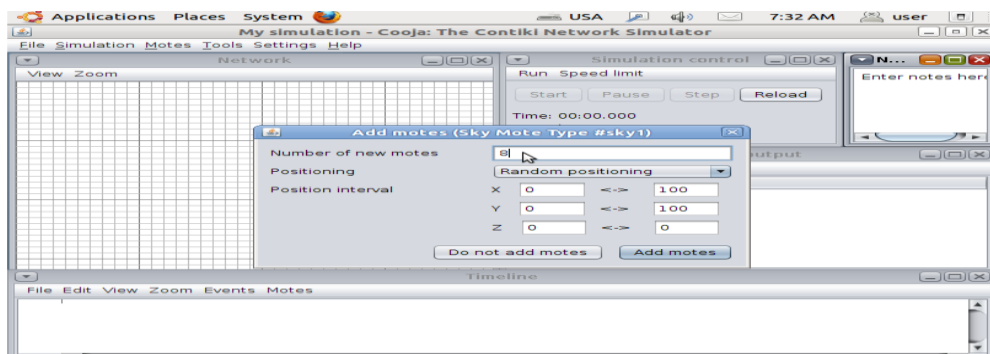 Applications Places System USA 7:32 AM user
My simulation - Cooja: The Contiki Network Simulator
File Simulation Motes Tools Settings Help
Network
View Zoom
Simulation control
Run Speed limit
Start Pause Step Reload
Time: 00:00.000
N...
Enter notes here
Add motes (Sky Mote Type #sky1)
Number of new motes 8
Positioning Random positioning
Position interval X 0 <-> 100
Y 0 <-> 100
Z 0 <-> 0
Do not add motes Add motes
Timeline
File Edit View Zoom Events Motes